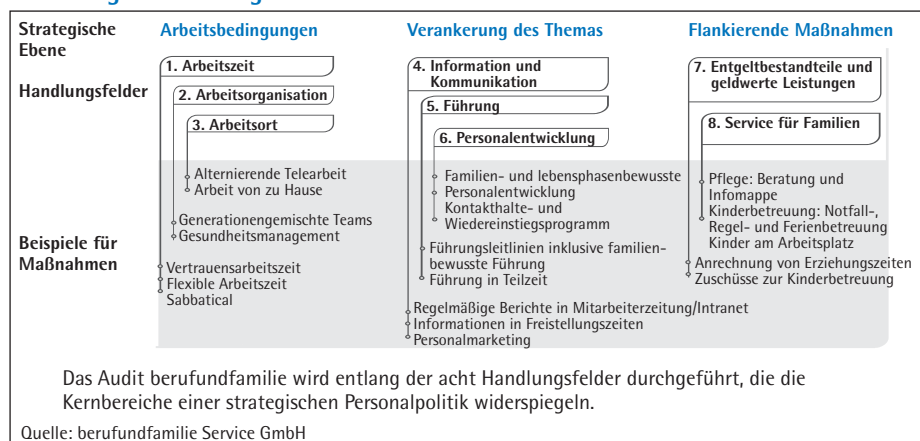 Strategische
Ebene
Arbeitsbedingungen
Verankerung des Themas
Flankierende Maßnahmen
Handlungsfelder
1. Arbeitszeit
2. Arbeitsorganisation
3. Arbeitsort
4. Information und
Kommunikation
5. Führung
6. Personalentwicklung
7. Entgeltbestandteile und
geldwerte Leistungen
8. Service für Familien
Beispiele für
Maßnahmen
Alternierende Telearbeit
Arbeit von zu Hause
Generationengemischte Teams
Gesundheitsmanagement
Vertrauensarbeitszeit
Flexible Arbeitszeit
Sabbatical
Familien- und lebensphasenbewusste
Personalentwicklung
Kontakthalte- und
Wiedereinstiegsprogramm
Führungsleitlinien inklusive familien-
bewusste Führung
Führung in Teilzeit
Regelmäßige Berichte in Mitarbeiterzeitung/Intranet
Informationen in Freistellungszeiten
Personalmarketing
Pflege: Beratung und
Infomappe
Kinderbetreuung: Notfall-,
Regel- und Ferienbetreuung
Kinder am Arbeitsplatz
Anrechnung von Erziehungszeiten
Zuschüsse zur Kinderbetreuung
Das Audit berufundfamilie wird entlang der acht Handlungsfelder durchgeführt, die die
Kernbereiche einer strategischen Personalpolitik widerspiegeln.
Quelle: berufundfamilie Service GmbH